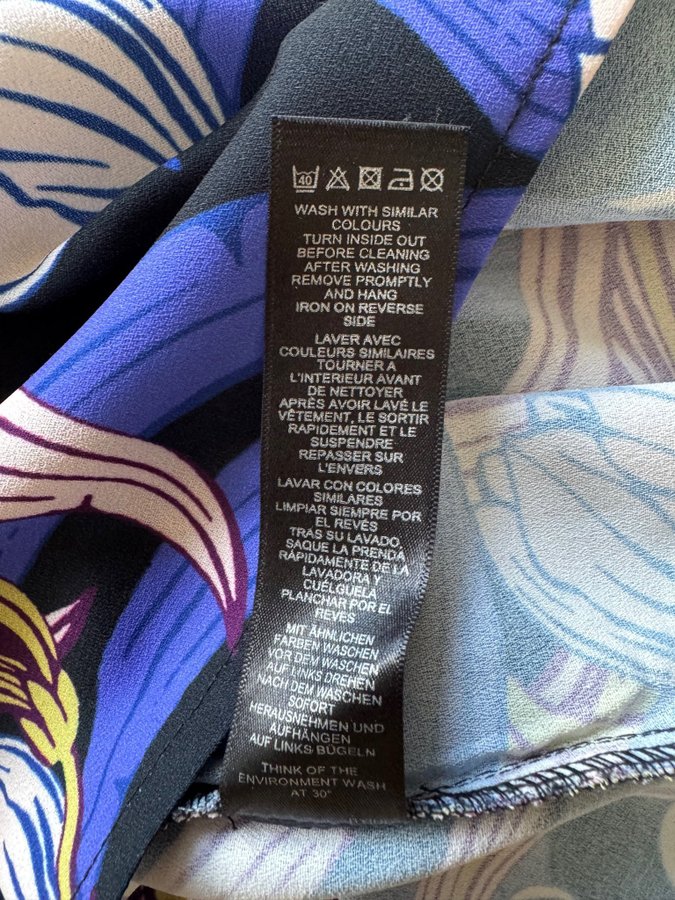 40
WASH WITH SIMILAR
COLOURS
TURN INSIDE OUT
BEFORE CLEANING
AFTER WASHING
REMOVE PROMPTLY
AND HANG
IRON ON REVERSE
SIDE
LAVER AVEC
COULEURS SIMILAIRES
TOURNER A
L'INTERIEUR AVANT
DE NETTOYER
APRÈS AVOIR LAVÉ LE
VÊTEMENT, LE SORTIR
RAPIDEMENT ET LE
SUSPENDRE
REPASSER SUR
L'ENVERS
LAVAR CON COLORES
SIMILARES
LIMPIAR SIEMPRE POR
EL REVÉS
TRAS SU LAVADO,
SAQUE LA PRENDA
RÁPIDAMENTE DE LA
LAVADORA Y
CUÉLGUELA
PLANCHAR POR EL
REVÉS
MIT ÄHNLICHEN
FARBEN WASCHEN
VOR DEM WASCHEN
AUF LINKS DREHEN
NACH DEM WASCHEN
SOFORT
HERAUSNEHMEN UND
AUFHÄNGEN
AUF LINKS BÜGELN
THINK OF THE
ENVIRONMENT WASH
AT 30°